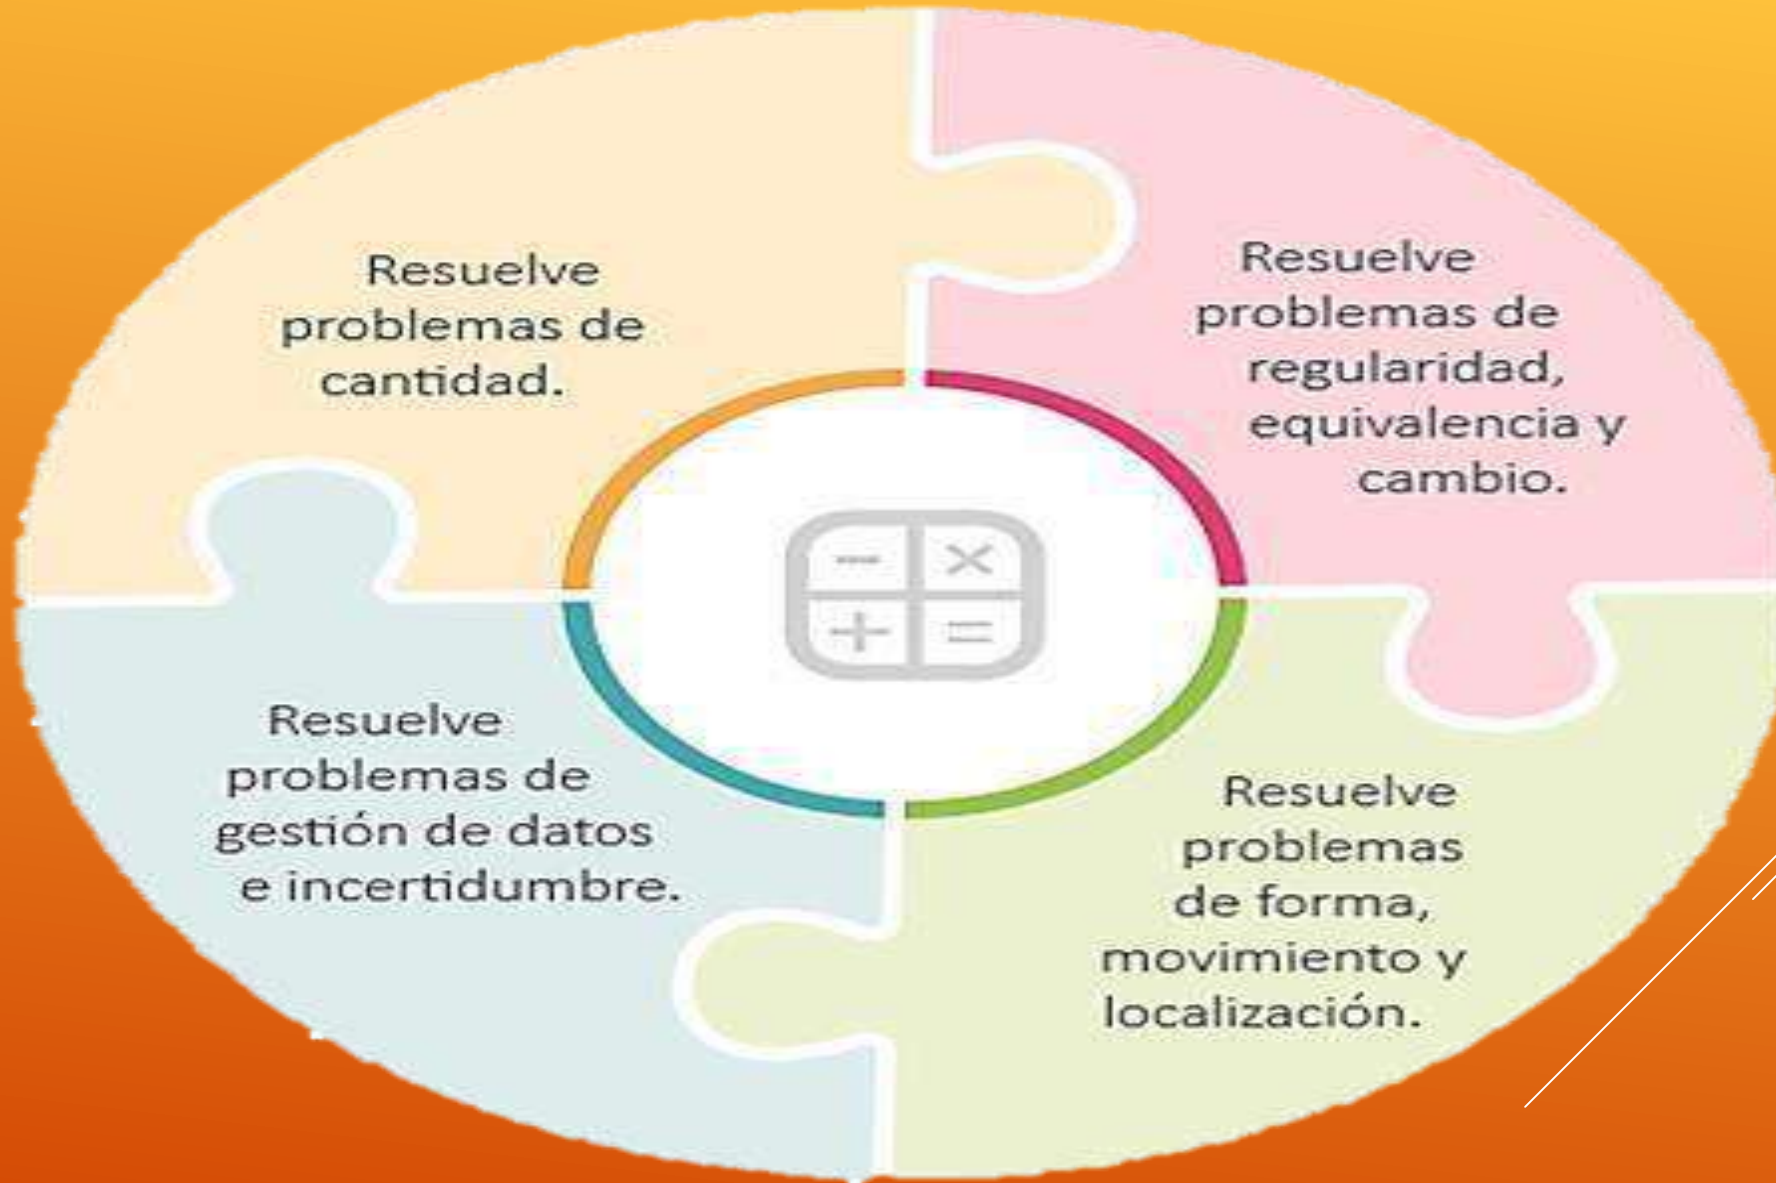 Resuelve
problemas de
cantidad.
Resuelve
problemas de
regularidad,
equivalencia y
cambio.
− ×
+ =
Resuelve
problemas de
gestión de datos
e incertidumbre.
Resuelve
problemas
de forma,
movimiento y
localización.